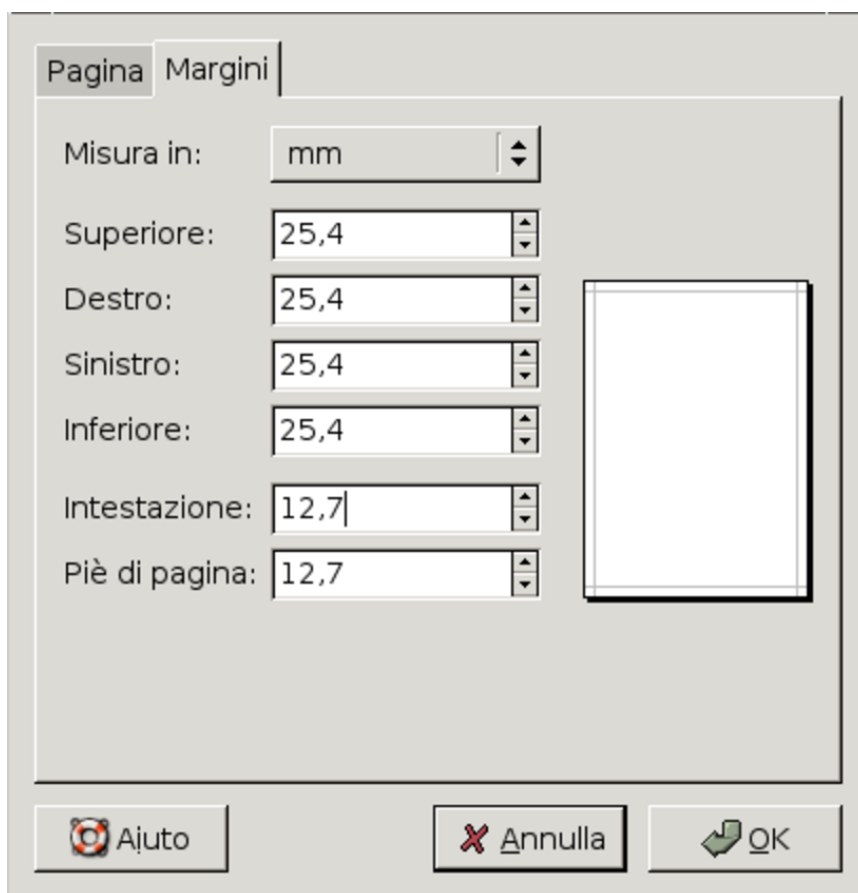 Pagina Margini
Misura in: mm
Superiore: 25,4
Destro: 25,4
Sinistro: 25,4
Inferiore: 25,4
Intestazione: 12,7
Piè di pagina: 12,7
Aiuto Annulla OK